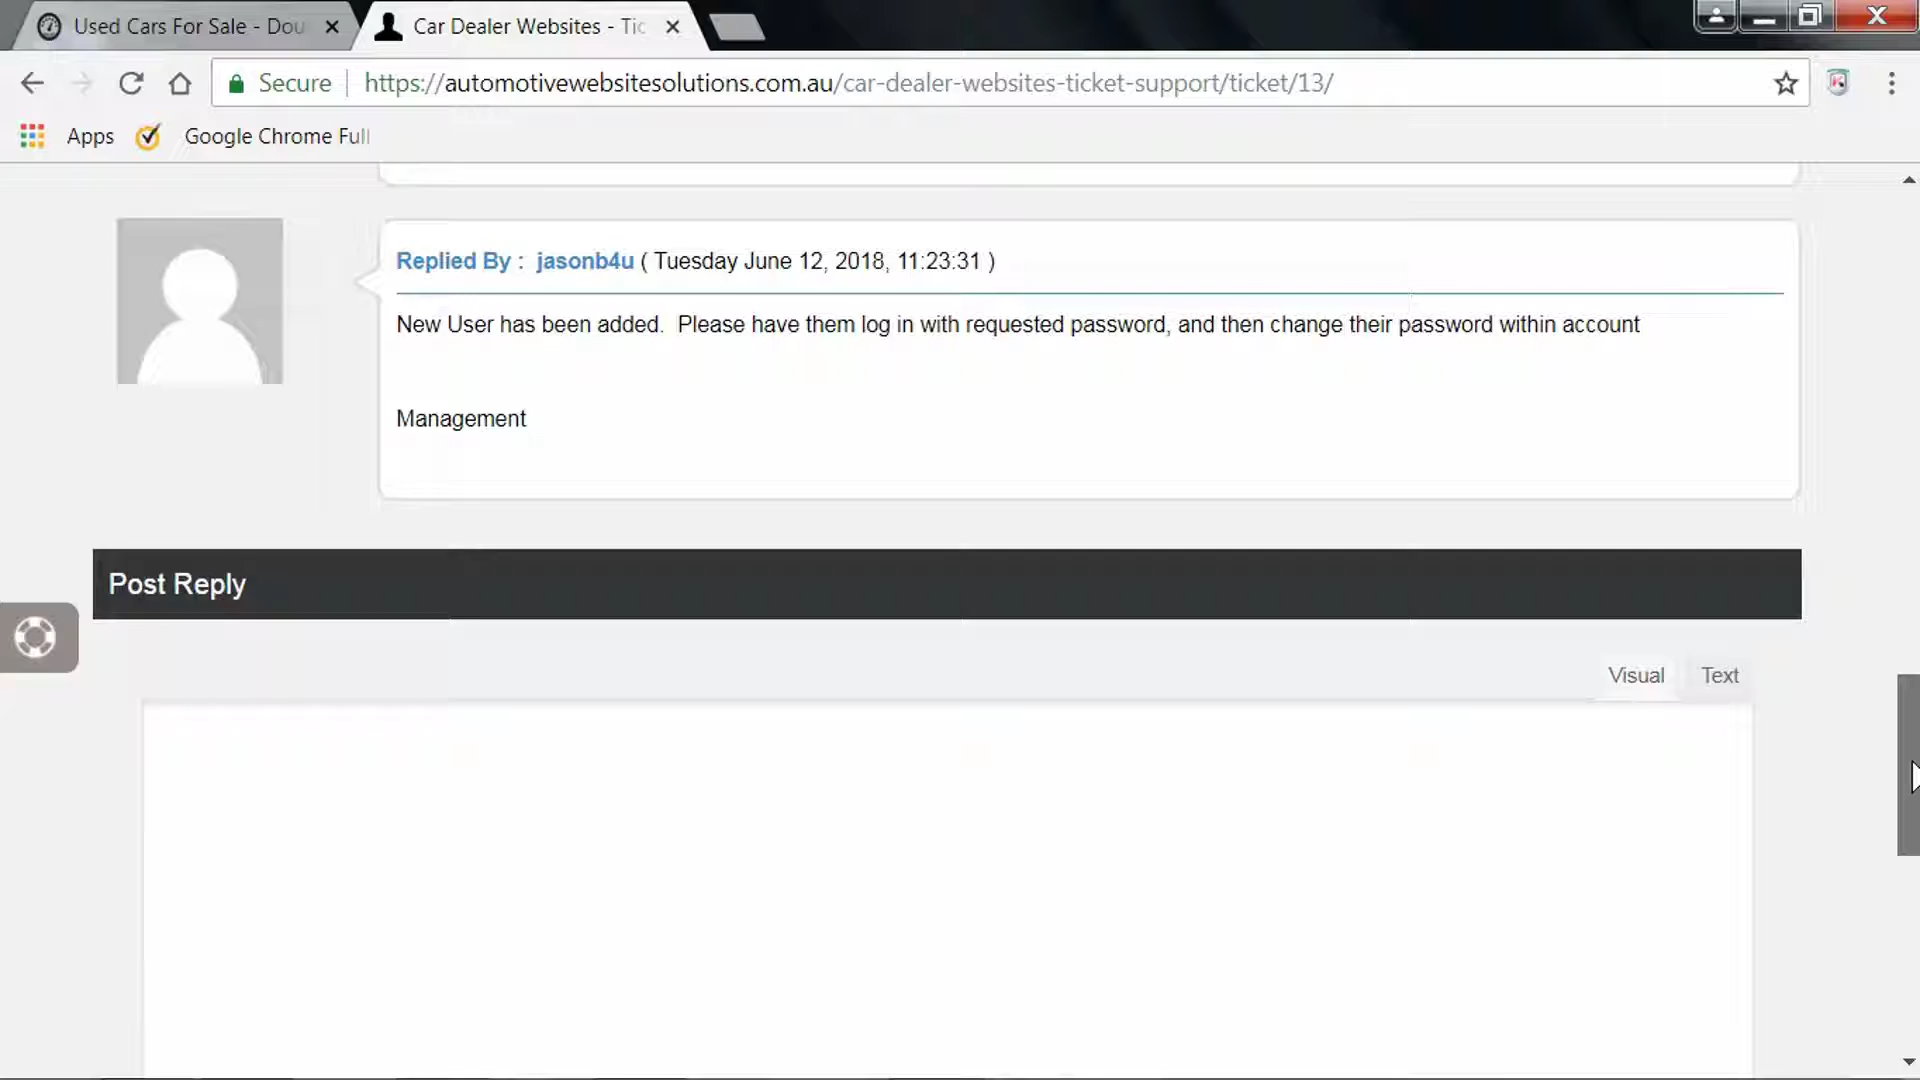 Used Cars For Sale - Dou
Car Dealer Websites - Tic
Secure
https://automotivewebsitesolutions.com.au/car-dealer-websites-ticket-support/ticket/13/
Apps
Google Chrome Full
Replied By : jasonb4u ( Tuesday June 12, 2018, 11:23:31 )
New User has been added.  Please have them log in with requested password, and then change their password within account
Management
Post Reply
Visual
Text